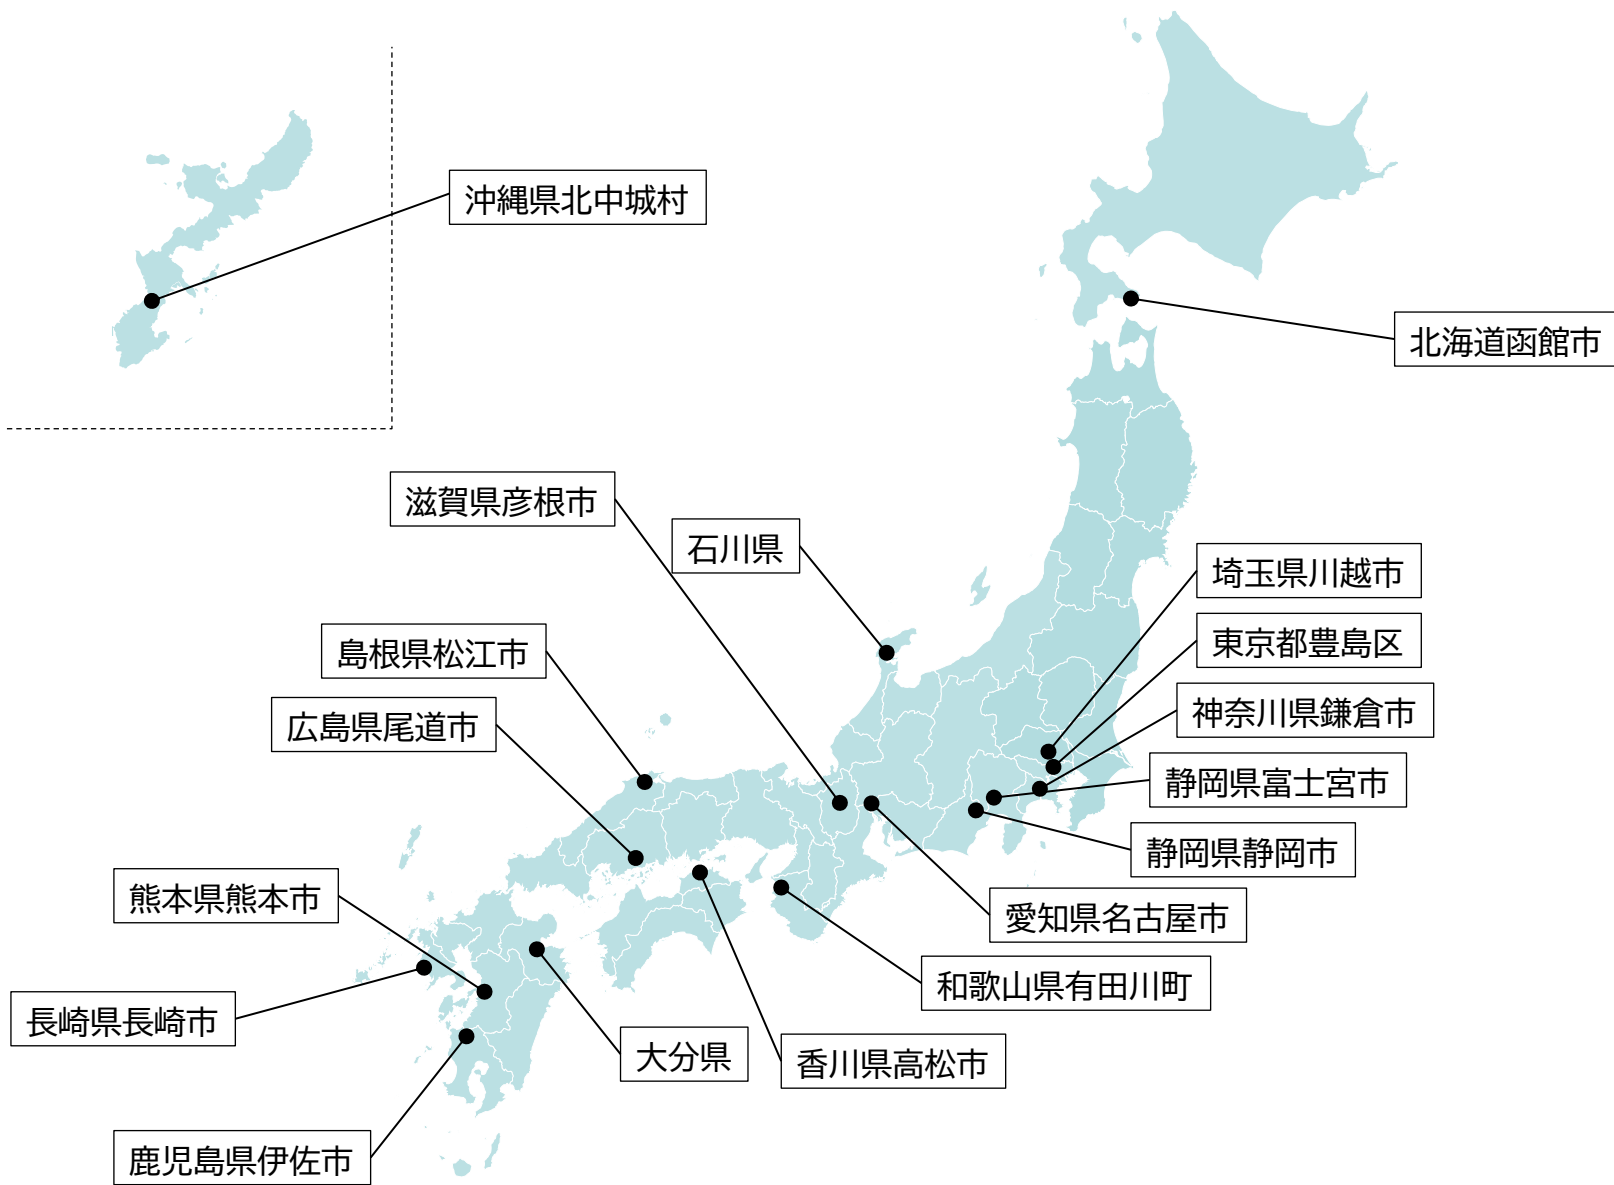 沖縄県北中城村
北海道函館市
滋賀県彦根市
石川県
埼玉県川越市
東京都豊島区
島根県松江市
神奈川県鎌倉市
広島県尾道市
静岡県富士宮市
静岡県静岡市
熊本県熊本市
愛知県名古屋市
和歌山県有田川町
長崎県長崎市
大分県
香川県高松市
鹿児島県伊佐市